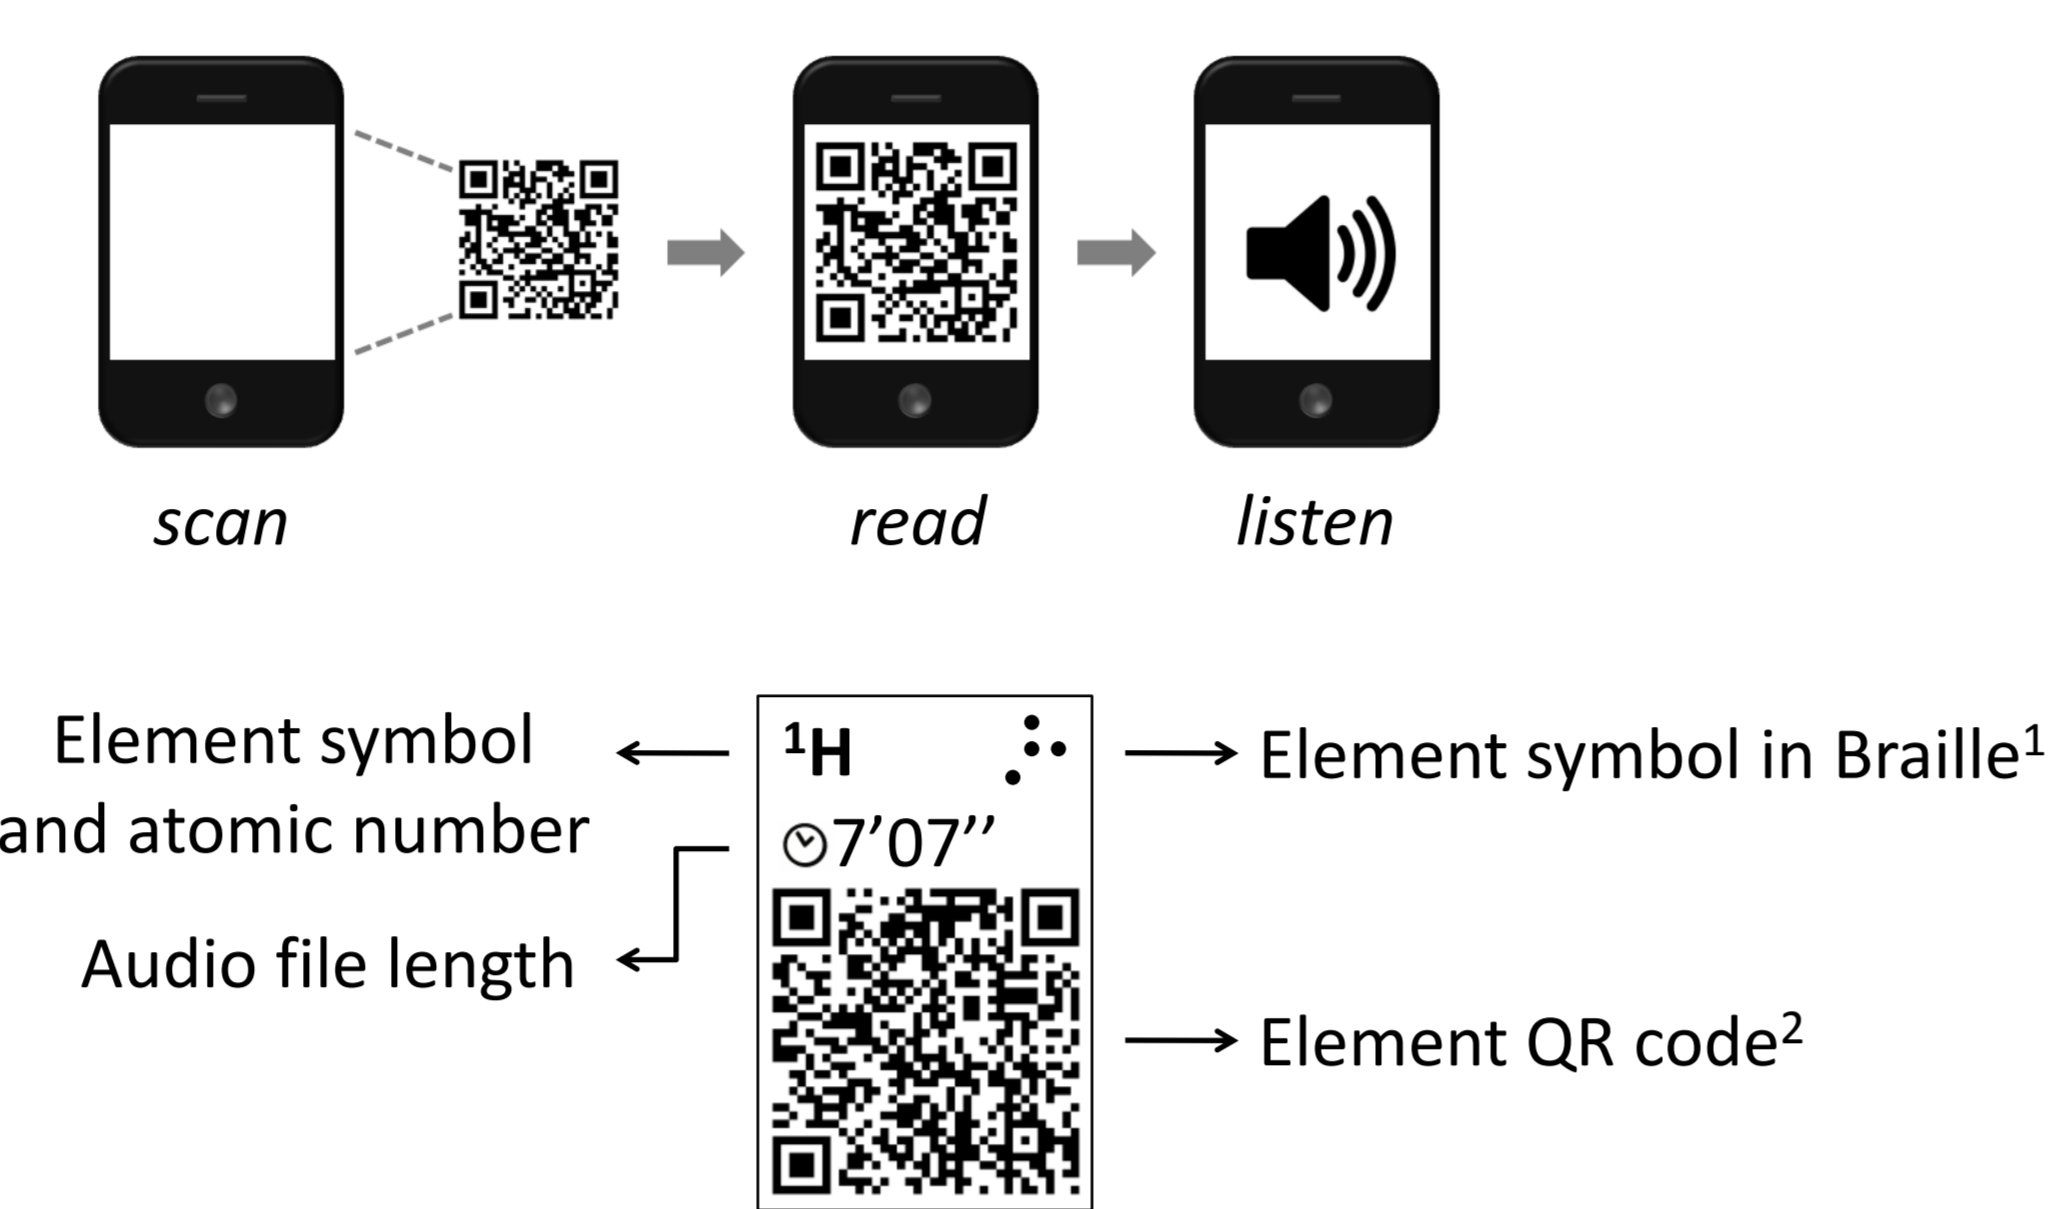 scan
read
listen
Element symbol
and atomic number
Audio file length
¹H
7’07’’
Element symbol in Braille¹
Element QR code²